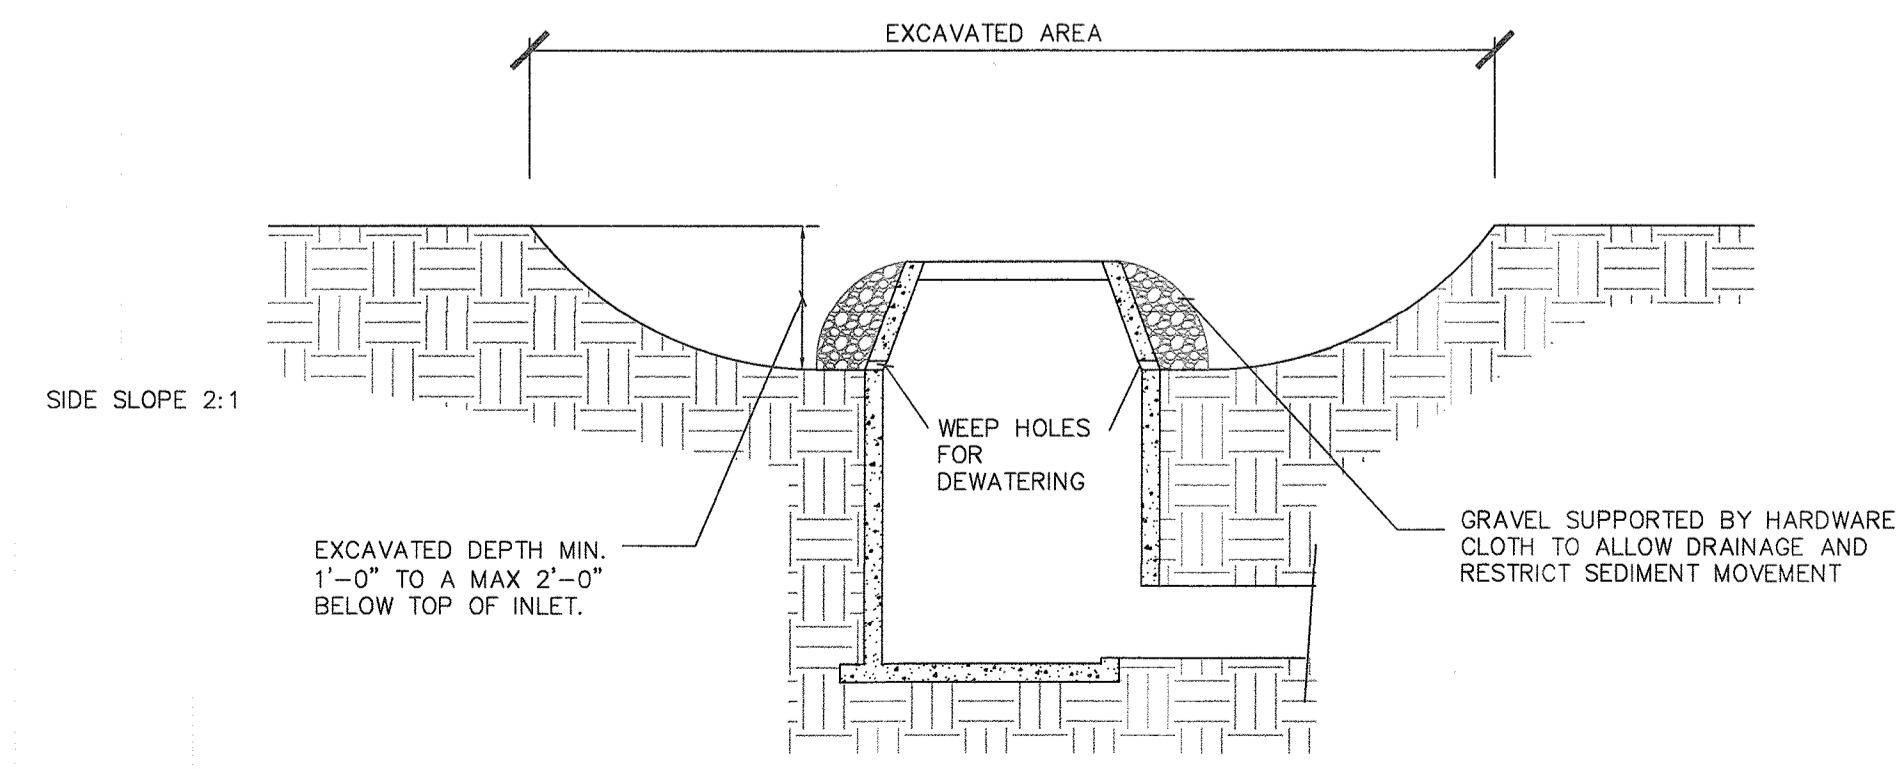 EXCAVATED AREA
SIDE SLOPE 2:1
WEEP HOLES
FOR
DEWATERING
EXCAVATED DEPTH MIN.
1'-0" TO A MAX 2'-0"
BELOW TOP OF INLET.
GRAVEL SUPPORTED BY HARDWARE
CLOTH TO ALLOW DRAINAGE AND
RESTRICT SEDIMENT MOVEMENT